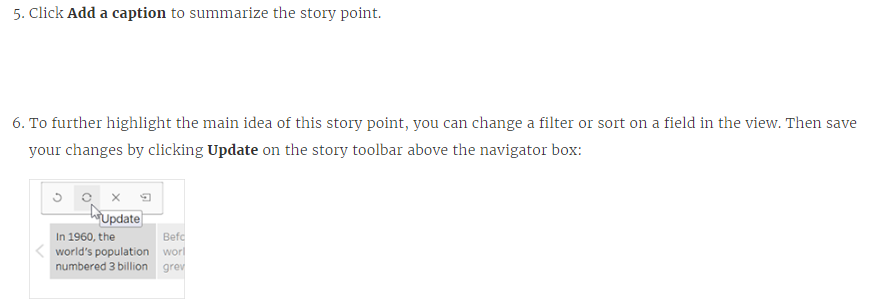 5. Click Add a caption to summarize the story point.
6. To further highlight the main idea of this story point, you can change a filter or sort on a field in the view. Then save
your changes by clicking Update on the story toolbar above the navigator box:
Update
In 1960, the
world's population
numbered 3 billion
Befo
worl
grew